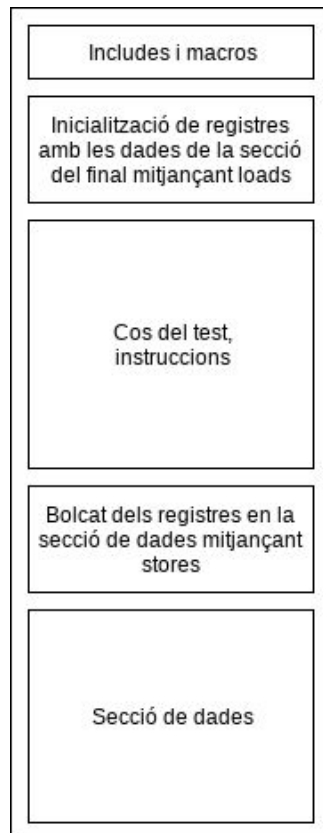 Includes i macros
Inicialització de registres
amb les dades de la secció
del final mitjançant loads
Cos del test,
instruccions
Bolcat dels registres en la
secció de dades mitjançant
stores
Secció de dades